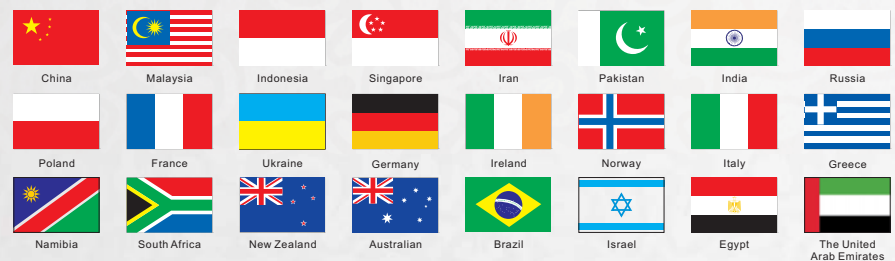 China
Malaysia
Indonesia
Singapore
Iran
Pakistan
India
Russia
Poland
France
Ukraine
Germany
Ireland
Norway
Italy
Greece
Namibia
South Africa
New Zealand
Australian
Brazil
Israel
Egypt
The United
Arab Emirates